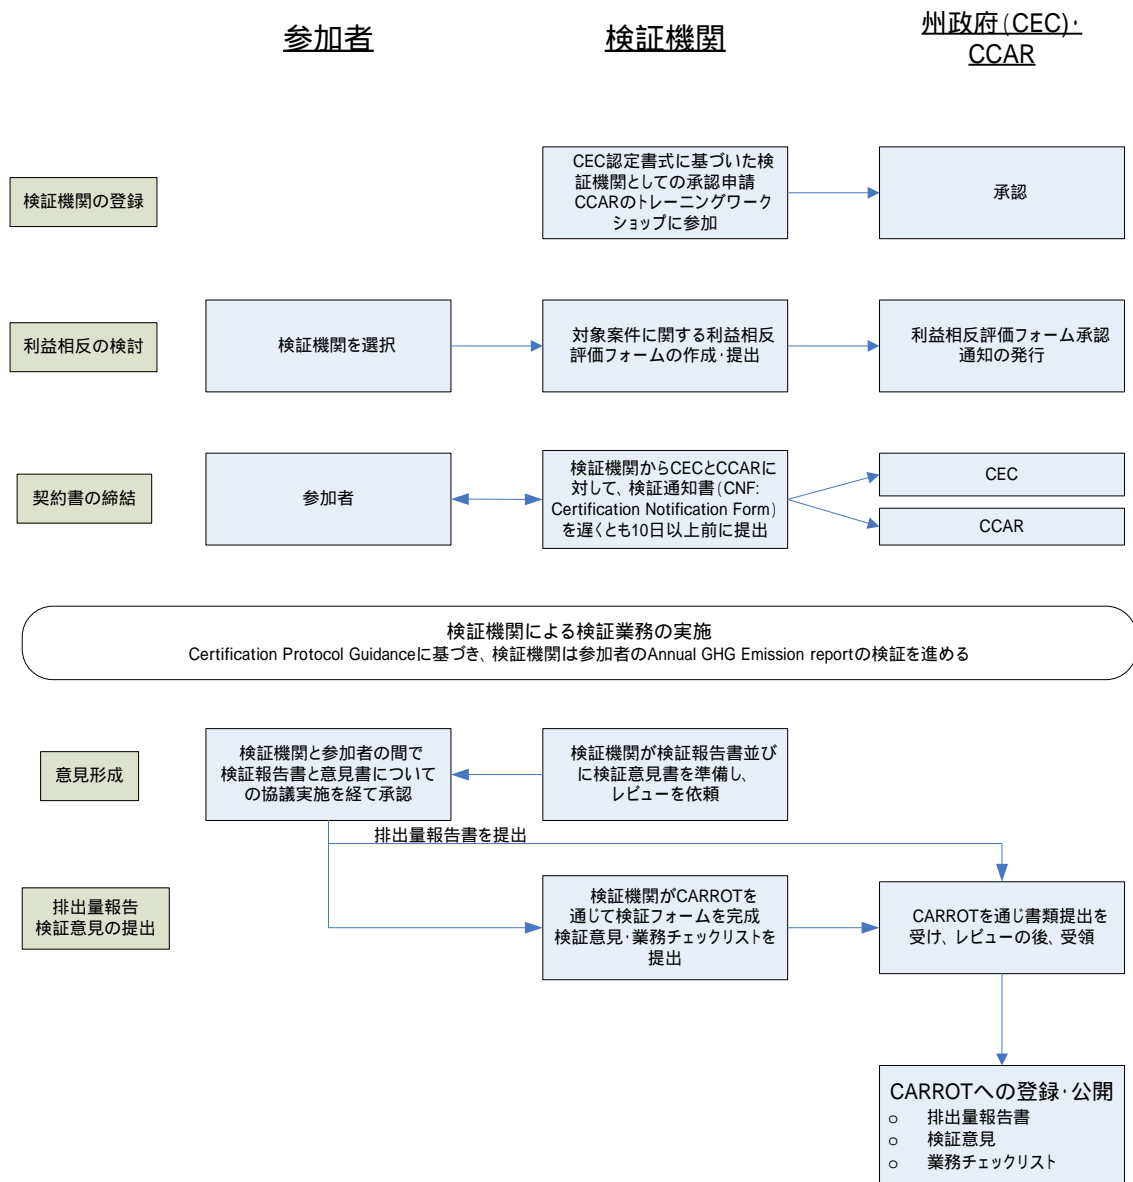 参加者
検証機関
州政府(CEC)・
CCAR
検証機関の登録
CEC認定書式に基づいた検
証機関としての承認申請
CCARのトレーニングワーク
ショップに参加
承認
利益相反の検討
検証機関を選択
対象案件に関する利益相反
評価フォームの作成・提出
利益相反評価フォーム承認
通知の発行
契約書の締結
参加者
検証機関からCECとCCARに
対して、検証通知書(CNF:
Certification Notification Form)
を遅くとも10日以上前に提出
CEC
CCAR
検証機関による検証業務の実施
Certification Protocol Guidanceに基づき、検証機関は参加者のAnnual GHG Emission reportの検証を進める
意見形成
検証機関と参加者の間で
検証報告書と意見書について
の協議実施を経て承認
検証機関が検証報告書並び
に検証意見書を準備し、
レビューを依頼
排出量報告書を提出
排出量報告
検証意見の提出
検証機関がCARROTを
通じて検証フォームを完成
検証意見・業務チェックリストを
提出
CARROTを通じ書類提出を
受け、レビューの後、受領
CARROTへの登録・公開
○ 排出量報告書
○ 検証意見
○ 業務チェックリスト